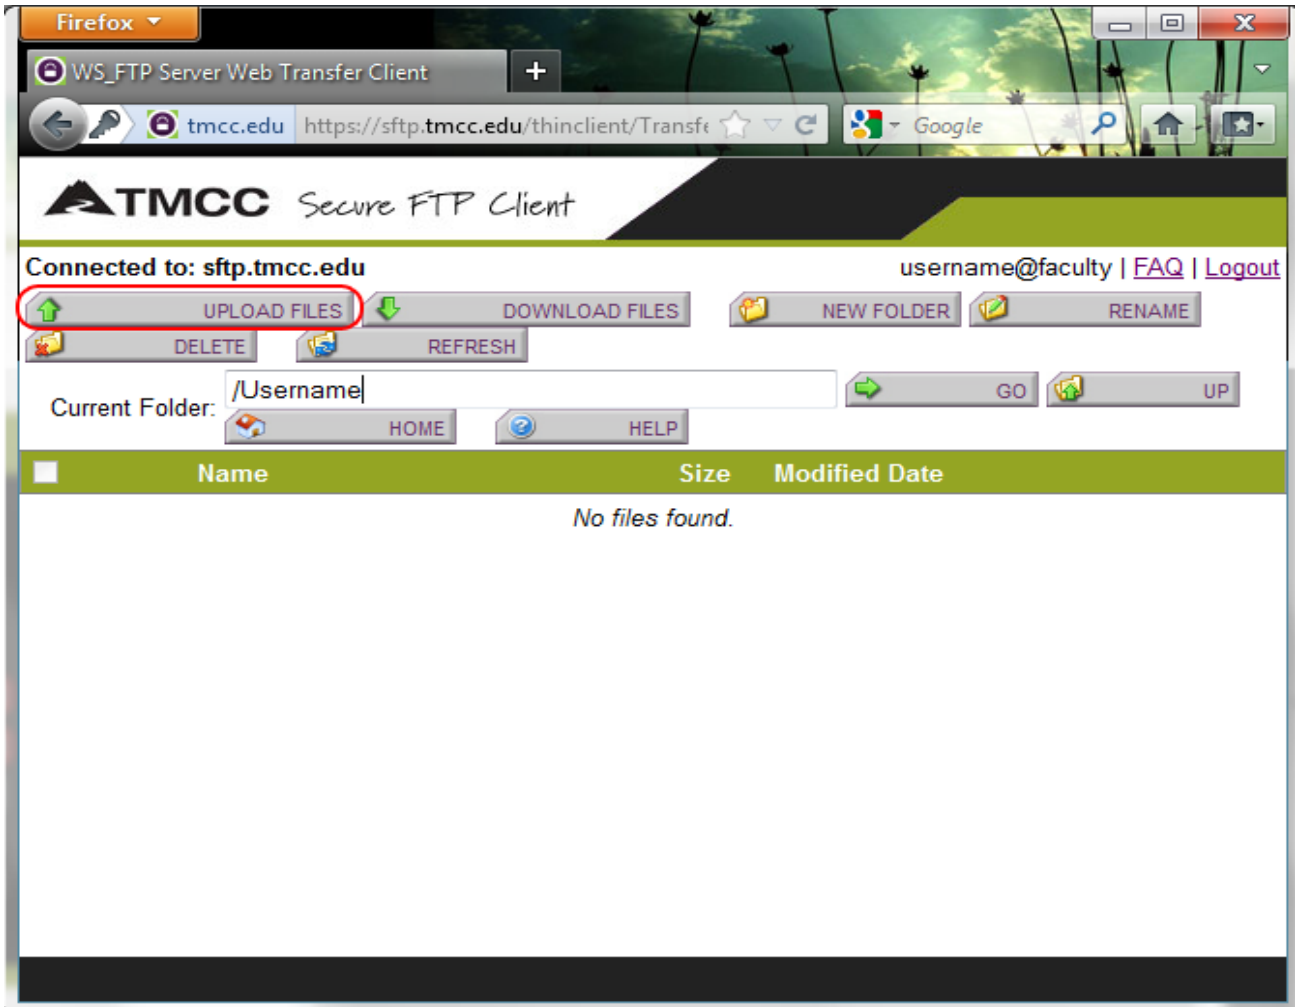 Firefox
WS_FTP Server Web Transfer Client
tmcc.edu https://sftp.tmcc.edu/thinclient/Transfe Google
TMCC Secure FTP Client
Connected to: sftp.tmcc.edu username@faculty | FAQ | Logout
UPLOAD FILES DOWNLOAD FILES NEW FOLDER RENAME
DELETE REFRESH
Current Folder: /Username GO UP
HOME HELP
Name Size Modified Date
No files found.